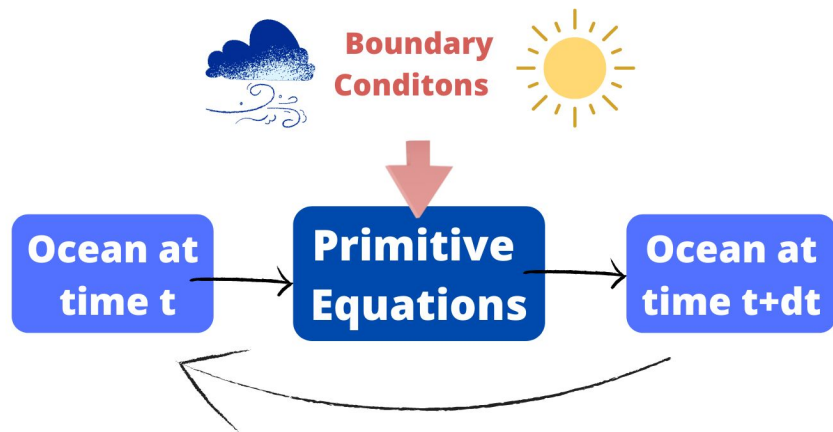 Boundary
Conditons
Ocean at
time t
Primitive
Equations
Ocean at
time t+dt